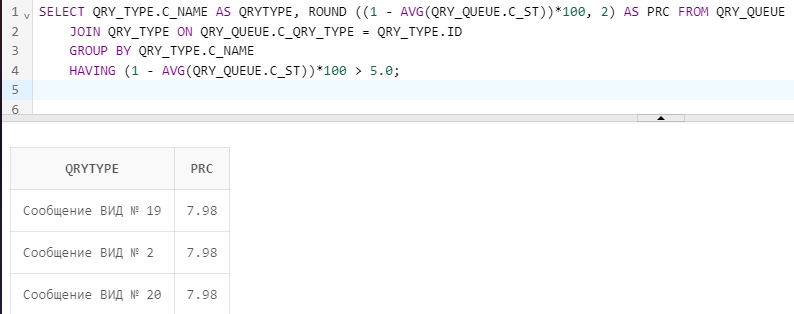 1 SELECT QRY_TYPE.C_NAME AS QRYTYPE, ROUND ((1 - AVG(QRY_QUEUE.C_ST))*100, 2) AS PRC FROM QRY_QUEUE
2 JOIN QRY_TYPE ON QRY_QUEUE.C_QRY_TYPE = QRY_TYPE.ID
3 GROUP BY QRY_TYPE.C_NAME
4 HAVING (1 - AVG(QRY_QUEUE.C_ST))*100 > 5.0;
5
6
QRYTYPE PRC
Сообщение ВИД № 19 7.98
Сообщение ВИД № 2 7.98
Сообщение ВИД № 20 7.98